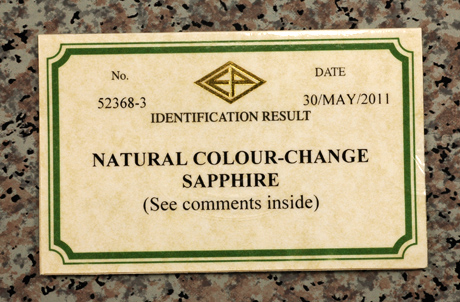 No. DATE
52368-3 30/MAY/2011
IDENTIFICATION RESULT
NATURAL COLOUR-CHANGE
SAPPHIRE
(See comments inside)